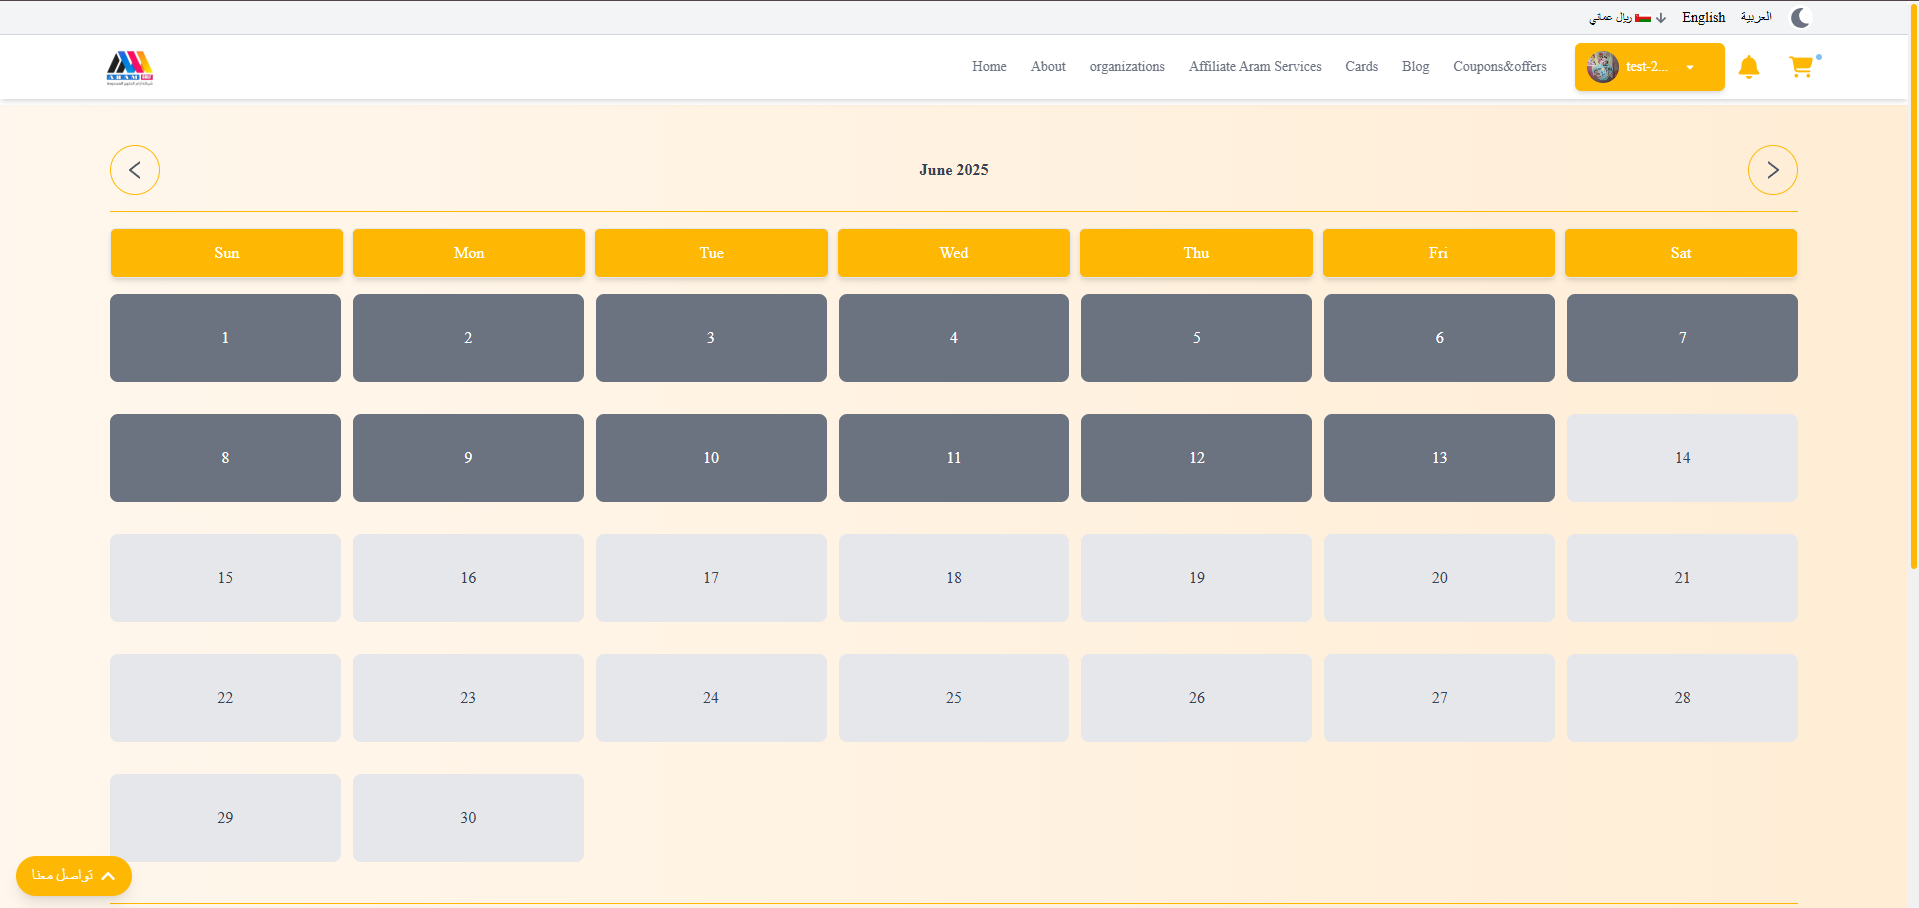 ريال عماني English العربية
ARAM
Home About organizations Affiliate Aram Services Cards Blog Coupons&offers test-2...
June 2025
Sun Mon Tue Wed Thu Fri Sat
1 2 3 4 5 6 7
8 9 10 11 12 13 14
15 16 17 18 19 20 21
22 23 24 25 26 27 28
29 30
تواصل معنا